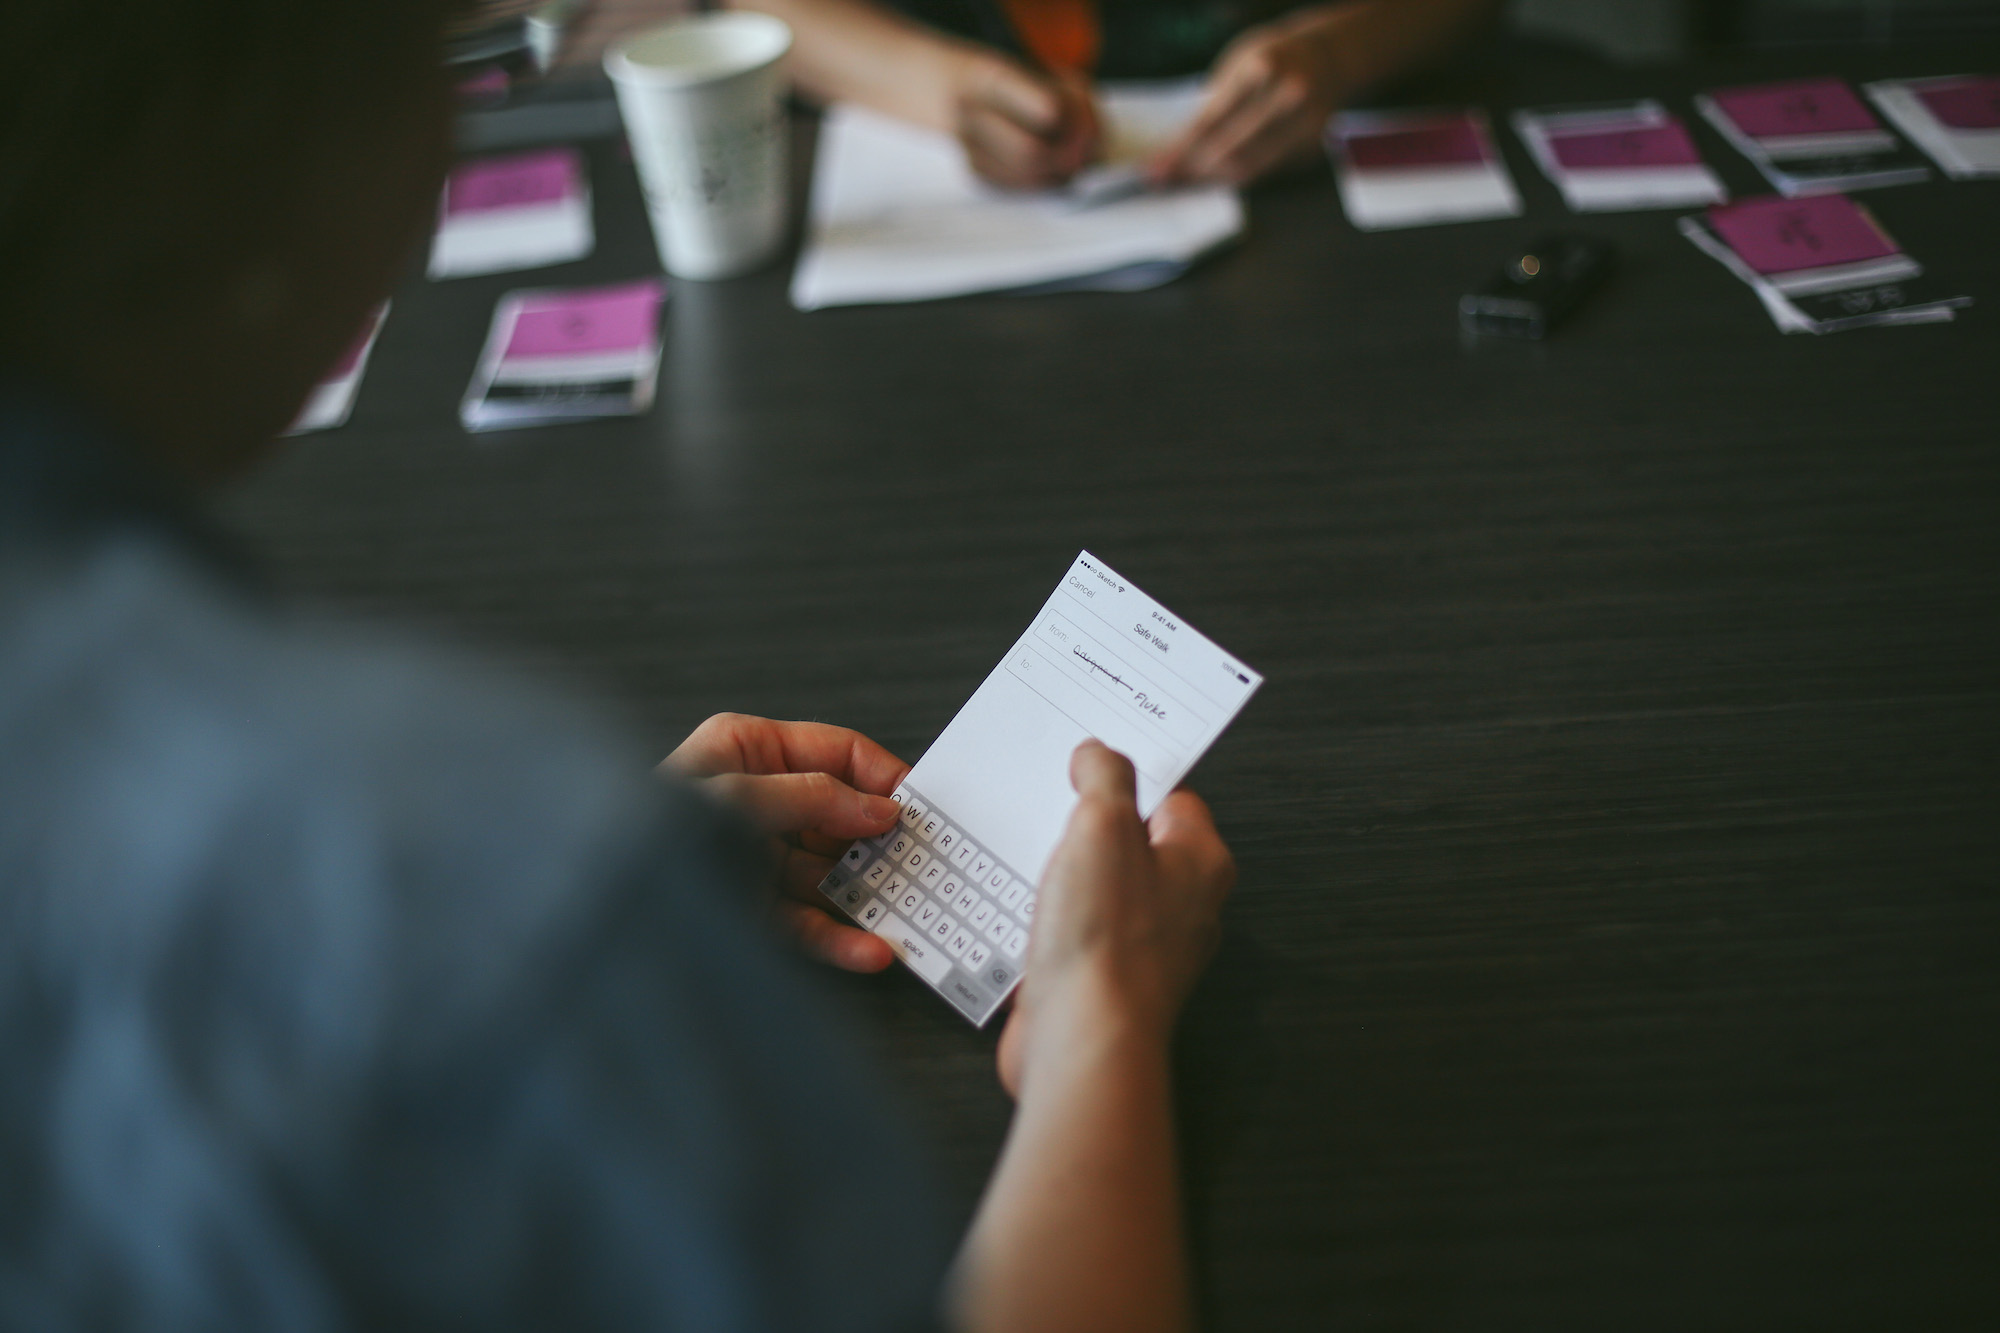 Sketch
9:41 AM
100%
Cancel
Safe Walk
from:
Fluke
to:
W E R T Y U I O
S D F G H J K L
Z X C V B N M
space
return